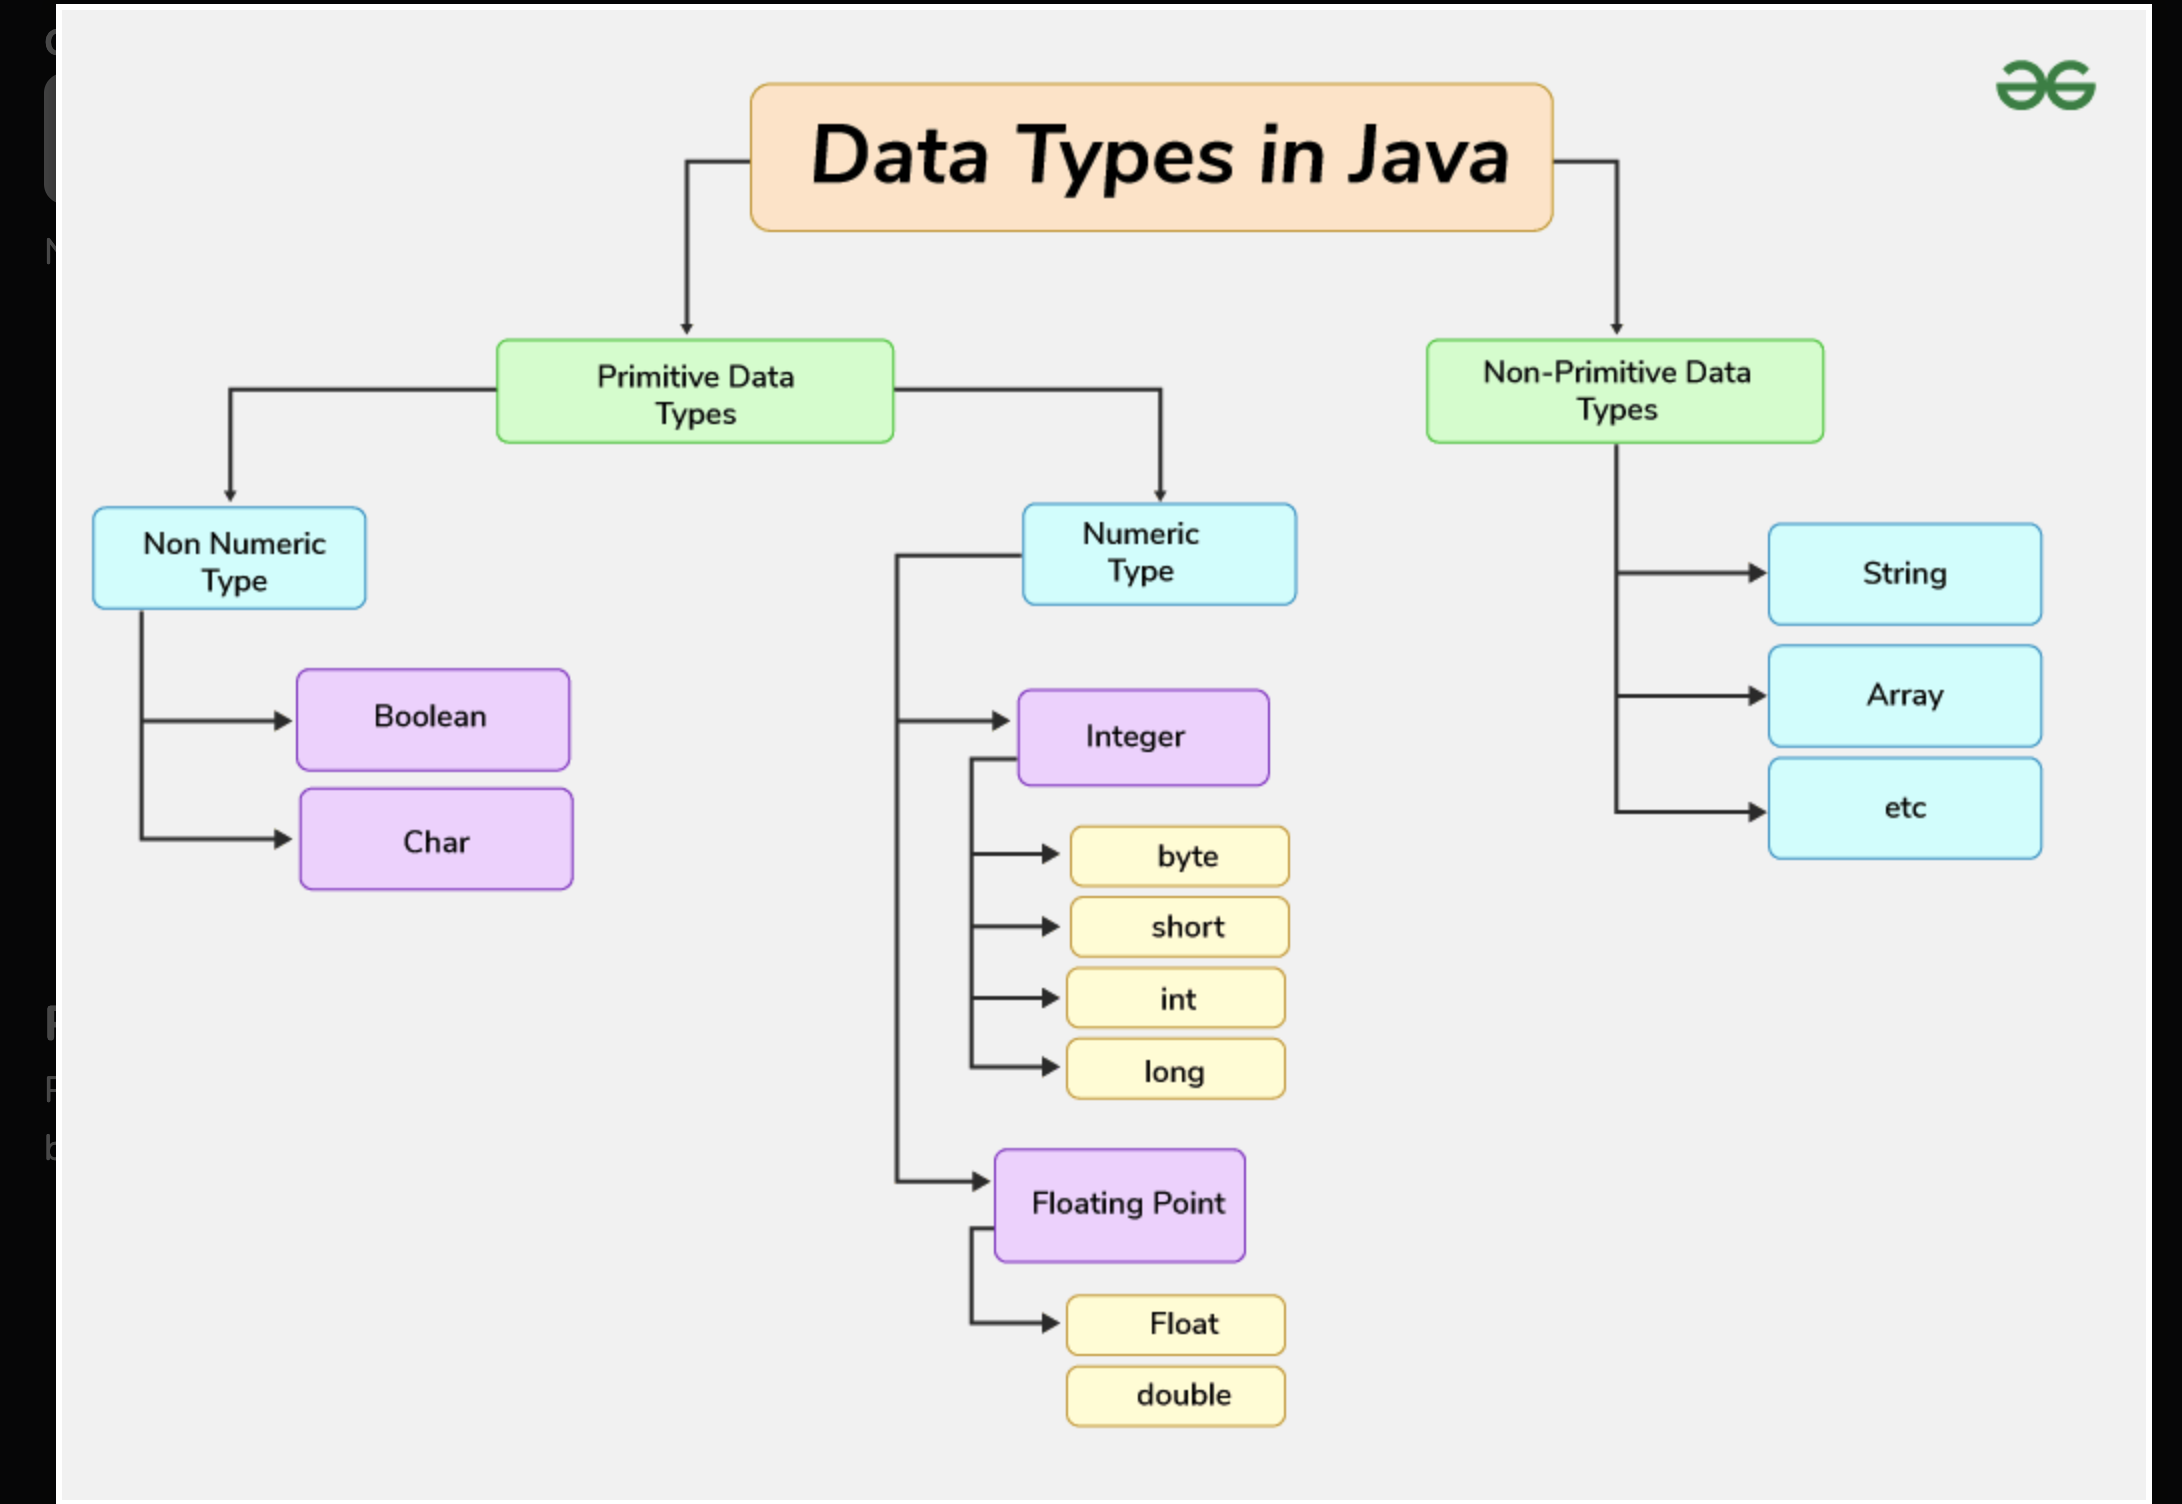 Data Types in Java
Primitive Data
Types
Non-Primitive Data
Types
Non Numeric
Type
Numeric
Type
String
Array
etc
Boolean
Char
Integer
byte
short
int
long
Floating Point
Float
double